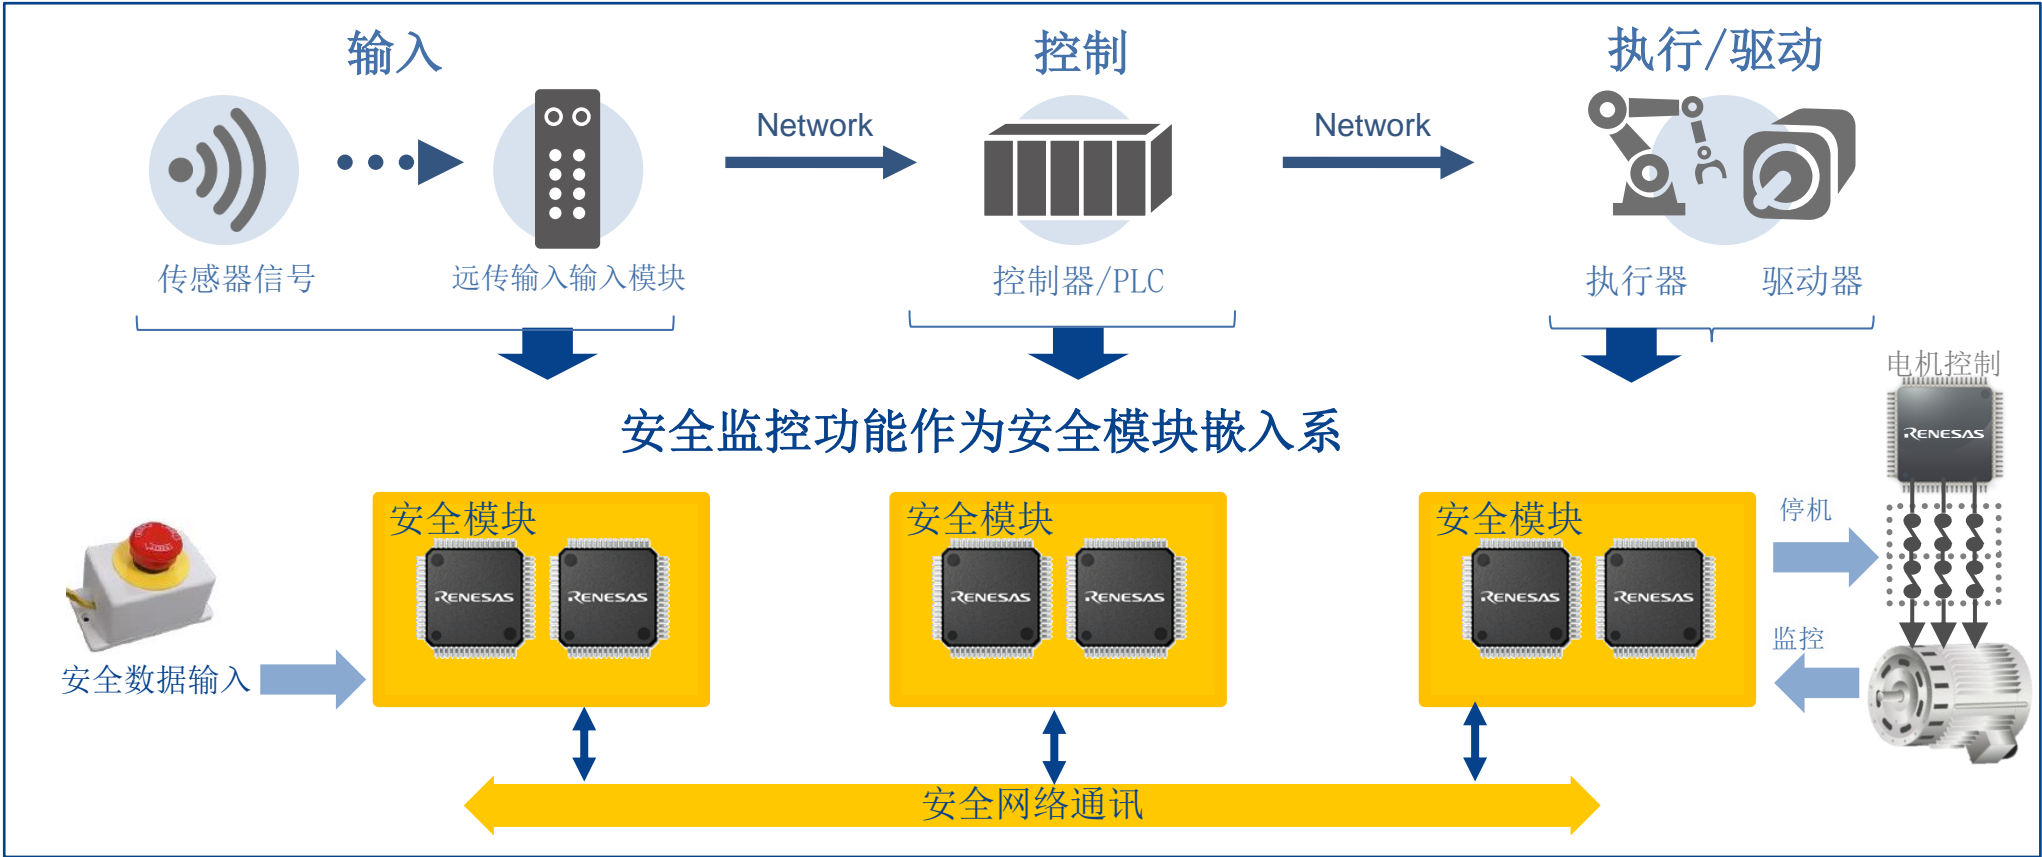 输入
控制
执行/驱动
Network
Network
传感器信号
远传输入输入模块
控制器/PLC
执行器
驱动器
安全监控功能作为安全模块嵌入系
电机控制
RENESAS
安全模块
安全模块
安全模块
停机
RENESAS
RENESAS
RENESAS
RENESAS
RENESAS
RENESAS
监控
安全数据输入
安全网络通讯